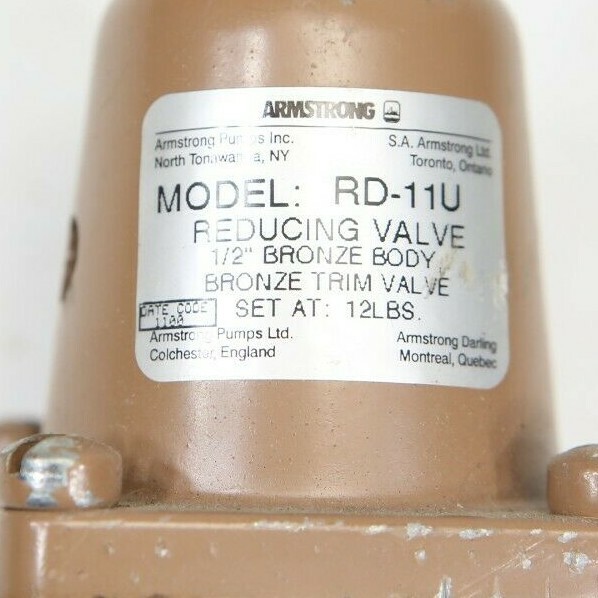 ARMSTRONG
Armstrong Pumps Inc.
North Tonawanda, NY
S.A. Armstrong Ltd.
Toronto, Ontario
MODEL: RD-11U
REDUCING VALVE
1/2" BRONZE BODY
BRONZE TRIM VALVE
SET AT: 12LBS.
DATE CODE
1100
Armstrong Pumps Ltd.
Colchester, England
Armstrong Darling
Montreal, Quebec